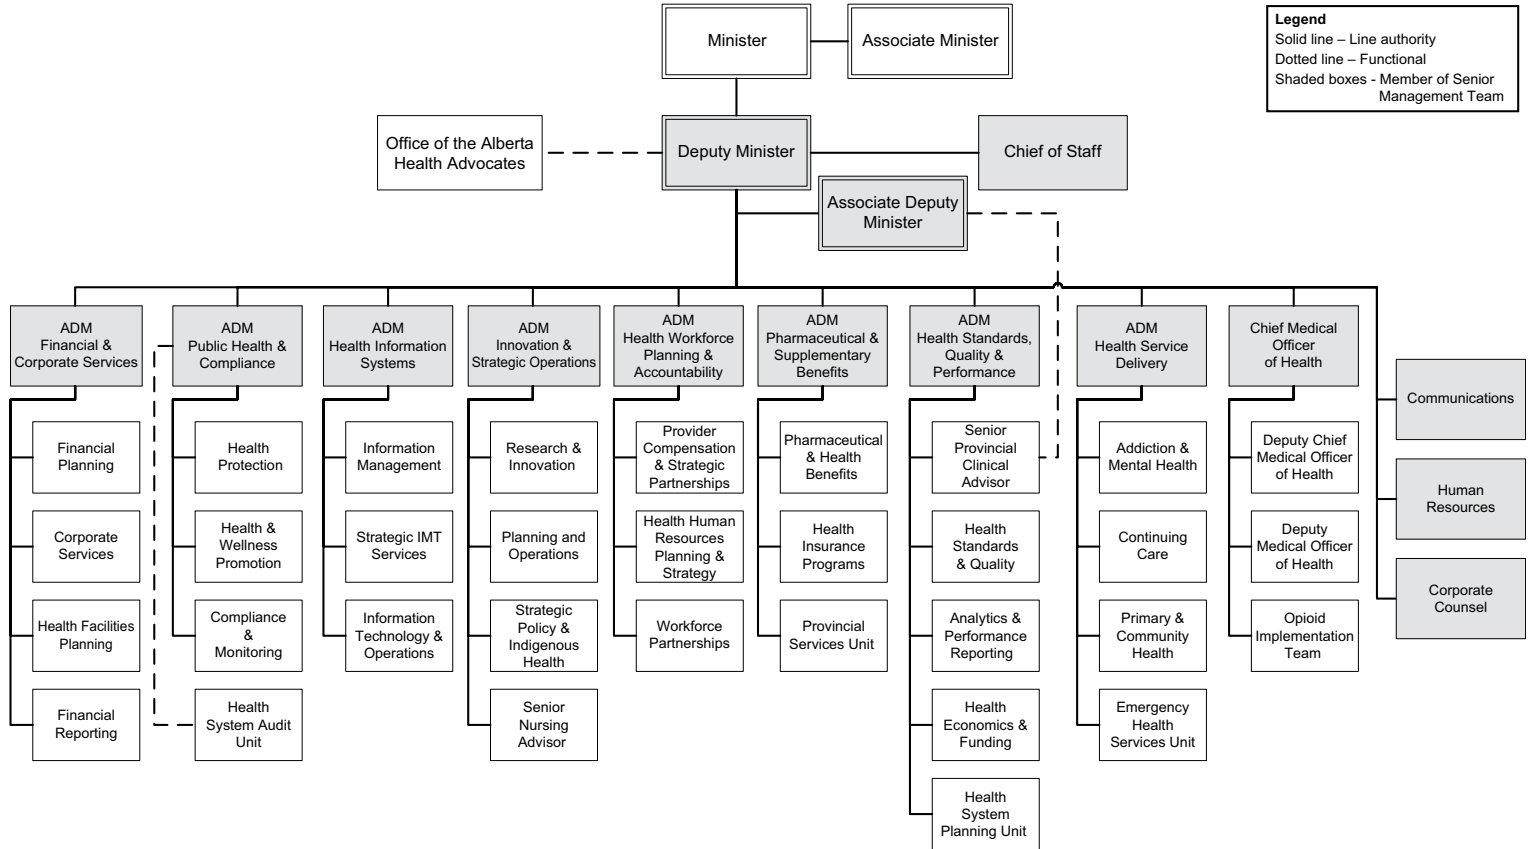 Minister
Associate Minister
Legend
Solid line – Line authority
Dotted line – Functional
Shaded boxes - Member of Senior
Management Team
Office of the Alberta
Health Advocates
Deputy Minister
Chief of Staff
Associate Deputy
Minister
ADM
Financial &
Corporate Services
ADM
Public Health &
Compliance
ADM
Health Information
Systems
ADM
Innovation &
Strategic Operations
ADM
Health Workforce
Planning &
Accountability
ADM
Pharmaceutical &
Supplementary
Benefits
ADM
Health Standards,
Quality &
Performance
ADM
Health Service
Delivery
Chief Medical
Officer
of Health
Communications
Human
Resources
Corporate
Counsel
Financial
Planning
Corporate
Services
Health Facilities
Planning
Financial
Reporting
Health
Protection
Health &
Wellness
Promotion
Compliance
&
Monitoring
Health
System Audit
Unit
Information
Management
Strategic IMT
Services
Information
Technology &
Operations
Research &
Innovation
Planning and
Operations
Strategic
Policy &
Indigenous
Health
Senior
Nursing
Advisor
Provider
Compensation
& Strategic
Partnerships
Health Human
Resources
Planning &
Strategy
Workforce
Partnerships
Pharmaceutical
& Health
Benefits
Health
Insurance
Programs
Provincial
Services Unit
Senior
Provincial
Clinical
Advisor
Health
Standards
& Quality
Analytics &
Performance
Reporting
Health
Economics &
Funding
Health
System
Planning Unit
Addiction &
Mental Health
Continuing
Care
Primary &
Community
Health
Emergency
Health
Services Unit
Deputy Chief
Medical Officer
of Health
Deputy
Medical Officer
of Health
Opioid
Implementation
Team